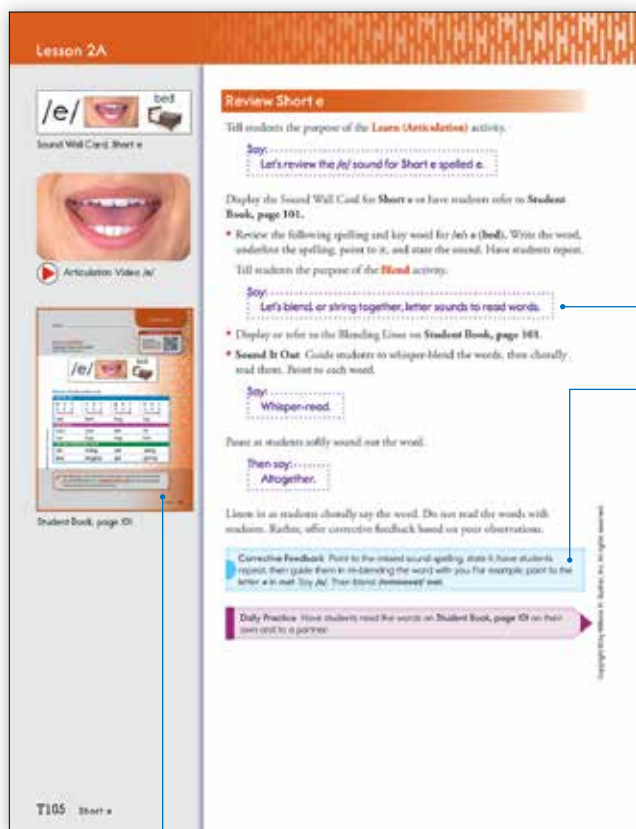 Lesson 2A
/e/
bed
Sound Wall Card, Short e
Articulation Video /e/
/e/
bed
Student Book, page 101
Review Short e
Tell students the purpose of the Learn (Articulation) activity.
Say:
Let's review the /e/ sound for Short e spelled e.
Display the Sound Wall Card for Short e or have students refer to Student
Book, page 101.
• Review the following spelling and key word for /e/: e (bed). Write the word,
underline the spelling, point to it, and state the sound. Have students repeat.
Tell students the purpose of the Blend activity.
Say:
Let's blend, or string together, letter sounds to read words.
• Display or refer to the Blending Lines on Student Book, page 101.
• Sound It Out Guide students to whisper-blend the words, then chorally
read them. Point to each word.
Say:
Whisper-read.
Pause as students softly sound out the word.
Then say:
Altogether.
Listen in as students chorally say the word. Do not read the words with
students. Rather, offer corrective feedback based on your observations.
Corrective Feedback Point to the missed sound-spelling, state it, have students
repeat, then guide them in re-blending the word with you. For example, point to the
letter e in met. Say /e/. Then blend: met.
Daily Practice Have students read the words on Student Book, page 101 on their
own and to a partner.
T105 Short e